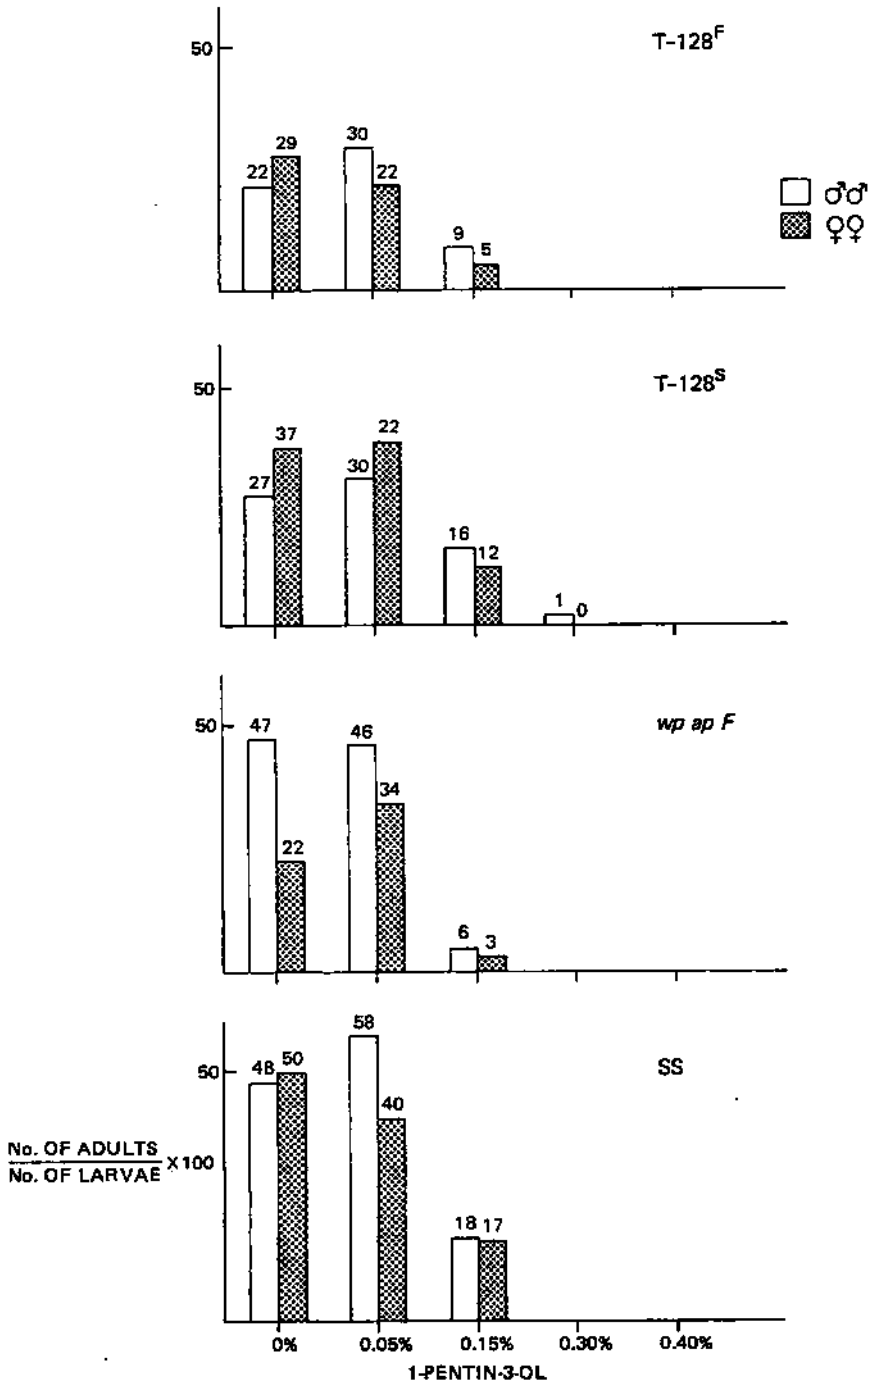 T-128F
50
22 29 30 22 9 5
♂♂
♀♀
T-128S
50
27 37 30 22 16 12 1 0
wp ap F
50
47 22 46 34 6 3
SS
50
48 50 58 40 18 17
No. OF ADULTS
No. OF LARVAE X100
0% 0.05% 0.15% 0.30% 0.40%
1-PENTIN-3-OL